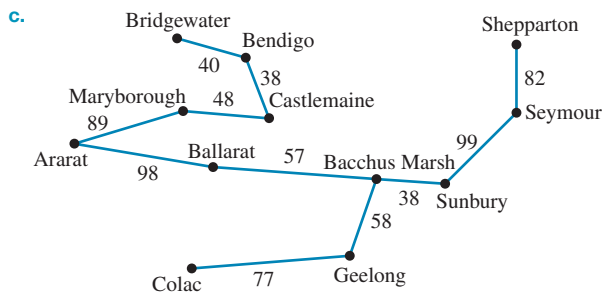 c.
Bridgewater
Shepparton
Bendigo
40
38
82
Maryborough
48
Castlemaine
Seymour
89
Ararat
Ballarat
57
Bacchus Marsh
99
98
38
Sunbury
58
77
Geelong
Colac